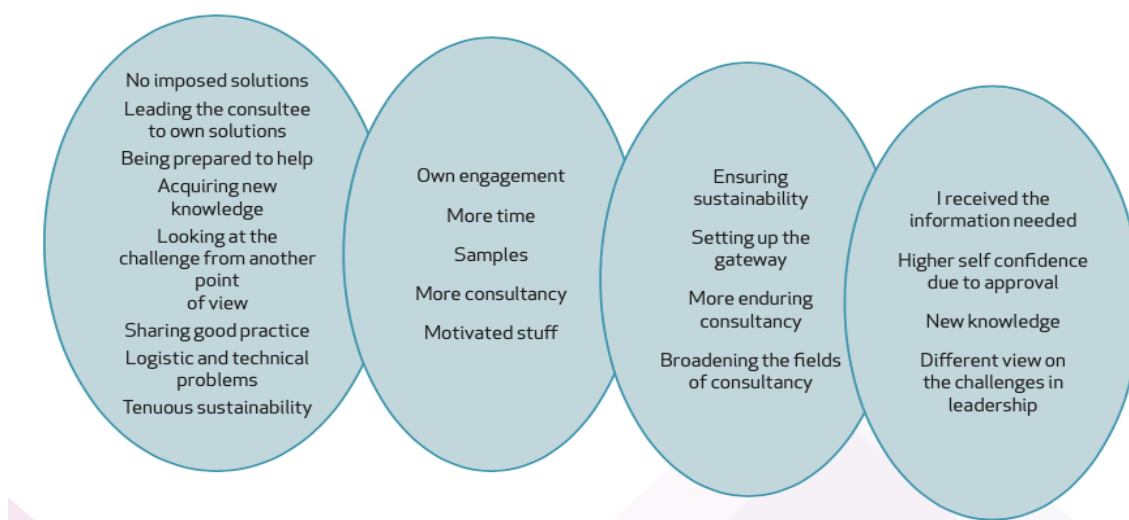 No imposed solutions
Leading the consultee
to own solutions
Being prepared to help
Acquiring new
knowledge
Looking at the
challenge from another
point
of view
Sharing good practice
Logistic and technical
problems
Tenuous sustainability
Own engagement
More time
Samples
More consultancy
Motivated stuff
Ensuring
sustainability
Setting up the
gateway
More enduring
consultancy
Broadening the fields
of consultancy
I received the
information needed
Higher self confidence
due to approval
New knowledge
Different view on
the challenges in
leadership